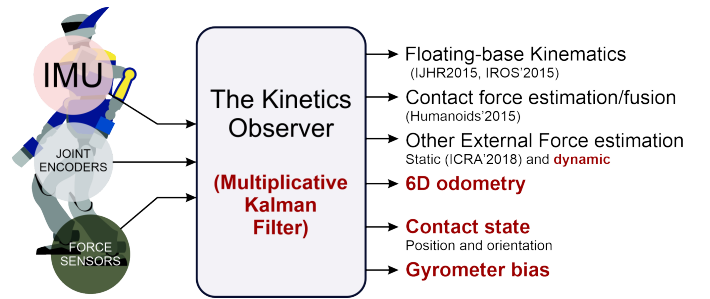 IMU
JOINT
ENCODERS
FORCE
SENSORS
The Kinetics
Observer
(Multiplicative
Kalman
Filter)
Floating-base Kinematics
(IJHR2015, IROS'2015)
Contact force estimation/fusion
(Humanoids'2015)
Other External Force estimation
Static (ICRA'2018) and dynamic
6D odometry
Contact state
Position and orientation
Gyrometer bias